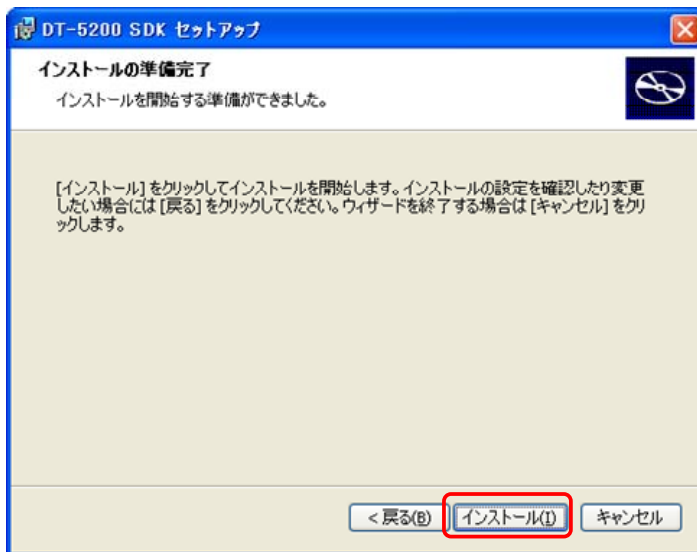 DT-5200 SDK セットアップ
インストールの準備完了
インストールを開始する準備ができました。
[インストール] をクリックしてインストールを開始します。インストールの設定を確認したり変更
したい場合には [戻る] をクリックしてください。ウィザードを終了する場合は [キャンセル] をクリ
ックします。
< 戻る(B) インストール(I) キャンセル